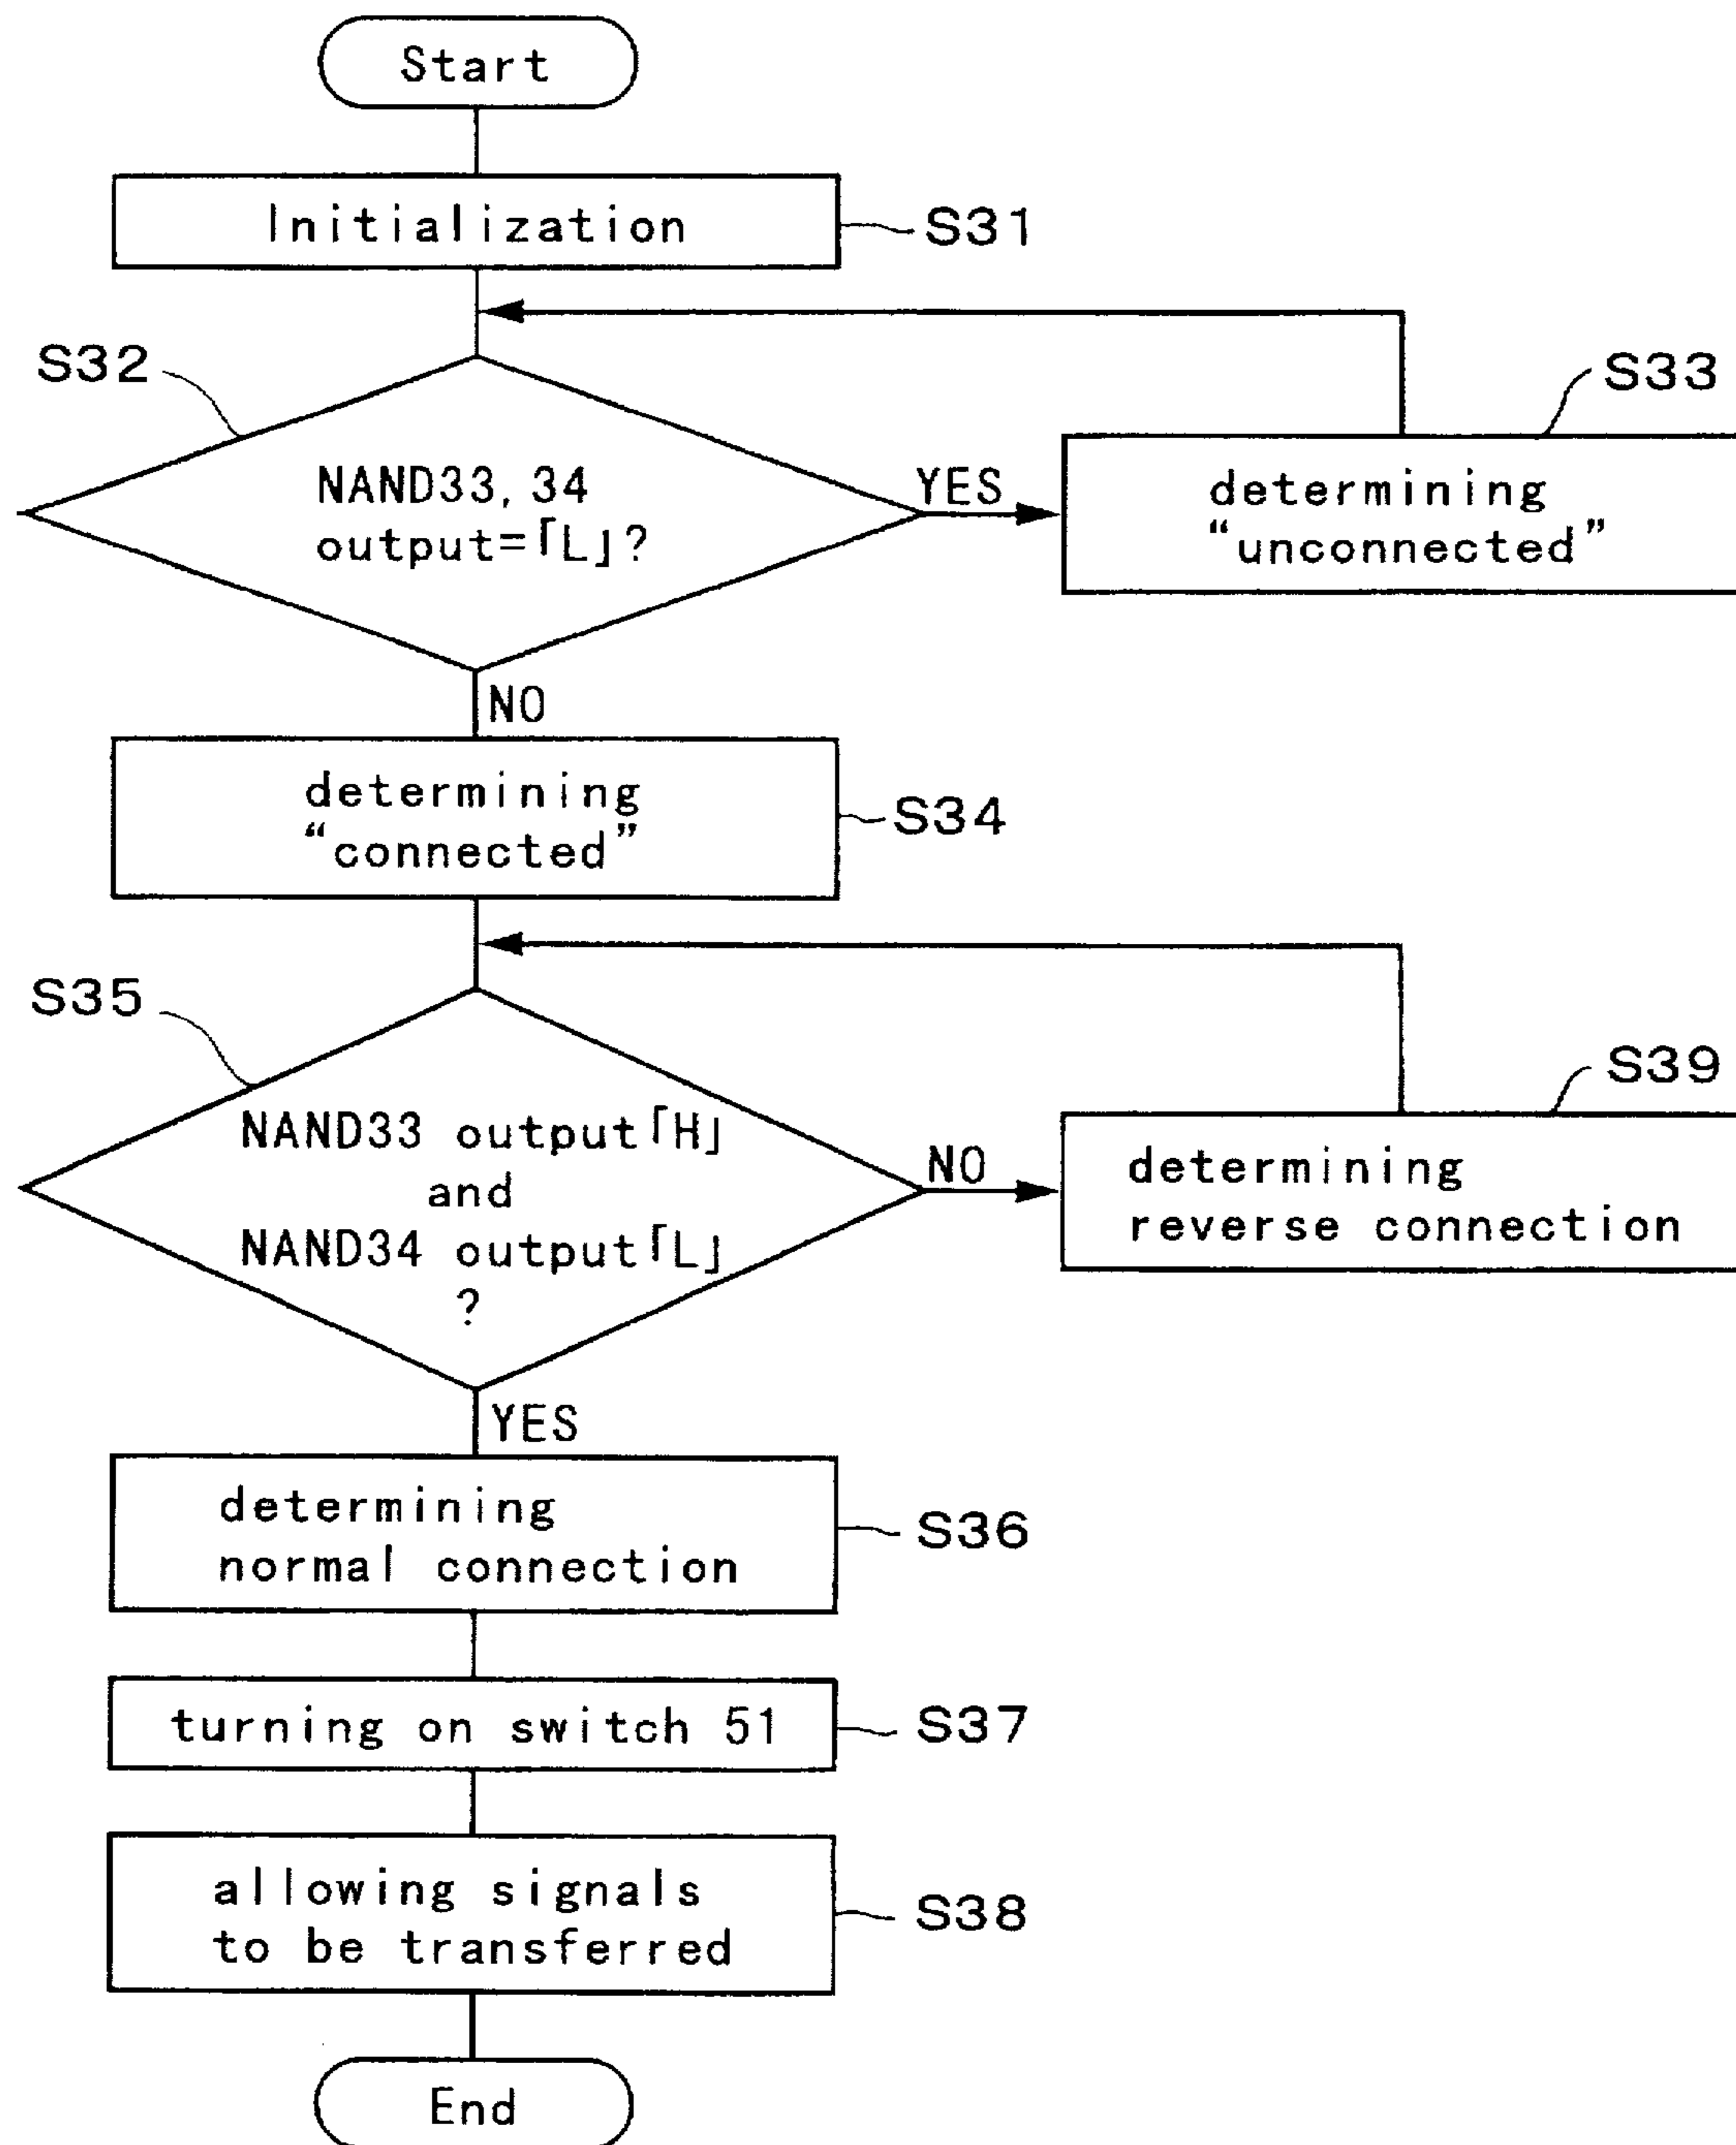 Start
Initialization
S31
S32
NAND33, 34
output=「L」?
YES
S33
determining
“unconnected”
NO
determining
“connected”
S34
S35
NAND33 output「H」
and
NAND34 output「L」
?
NO
S39
determining
reverse connection
YES
determining
normal connection
S36
turning on switch 51
S37
allowing signals
to be transferred
S38
End